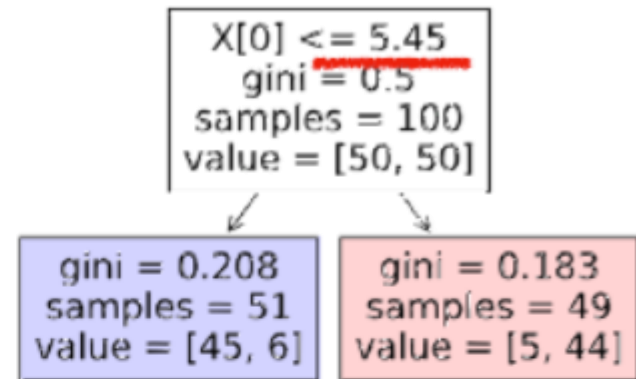 X[0] <= 5.45
gini = 0.5
samples = 100
value = [50, 50]
gini = 0.208
samples = 51
value = [45, 6]
gini = 0.183
samples = 49
value = [5, 44]